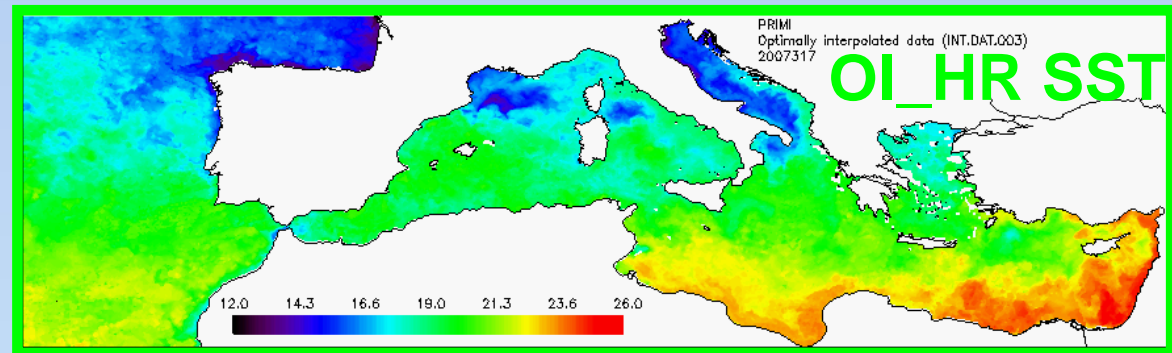 PRIMI
Optimally interpolated data (INT.DAT.003)
2007317
OI_HR SST
12.0 14.3 16.6 19.0 21.3 23.6 26.0